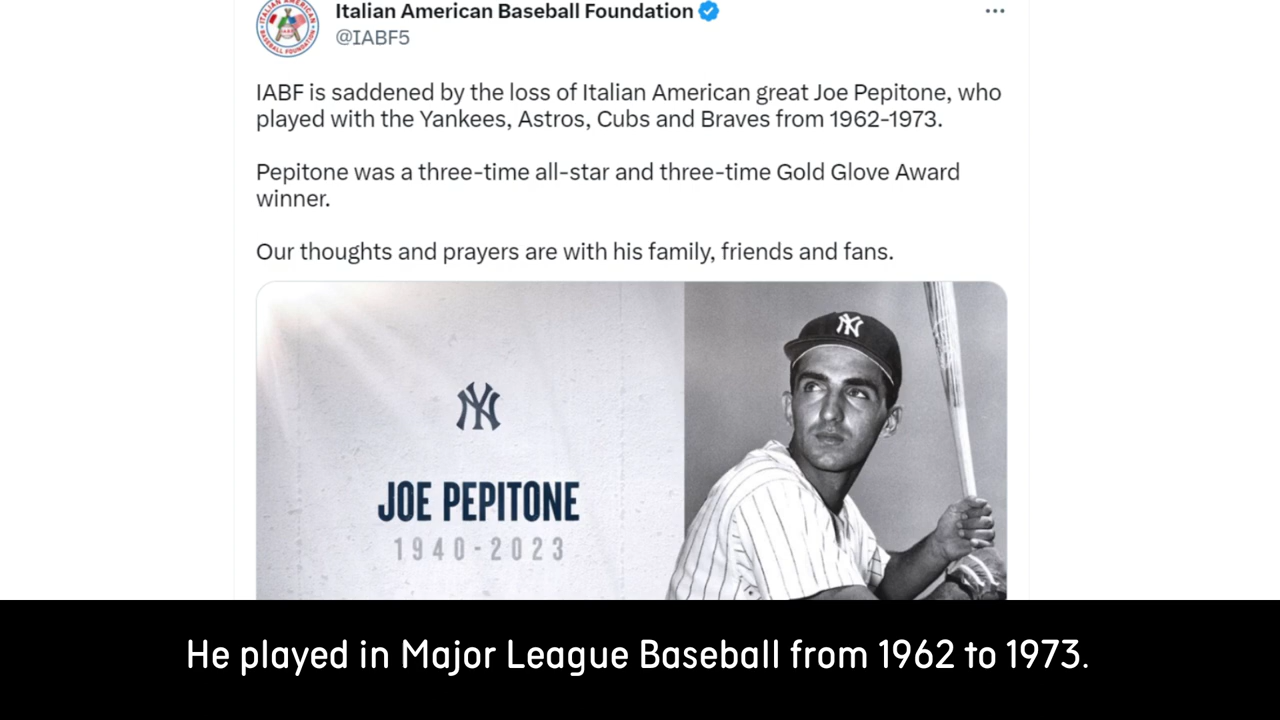 Italian American Baseball Foundation
@IABF5
IABF is saddened by the loss of Italian American great Joe Pepitone, who
played with the Yankees, Astros, Cubs and Braves from 1962-1973.
Pepitone was a three-time all-star and three-time Gold Glove Award
winner.
Our thoughts and prayers are with his family, friends and fans.
NY
NY
JOE PEPITONE
1940-2023
He played in Major League Baseball from 1962 to 1973.